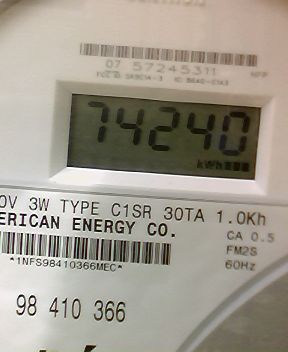 07 57245311
74240
kWh
0V 3W TYPE C1SR 30TA 1.0Kh
ERICAN ENERGY CO.
CA 0.5
FM2S
*1NFS98410366MEC*
60Hz
98 410 366